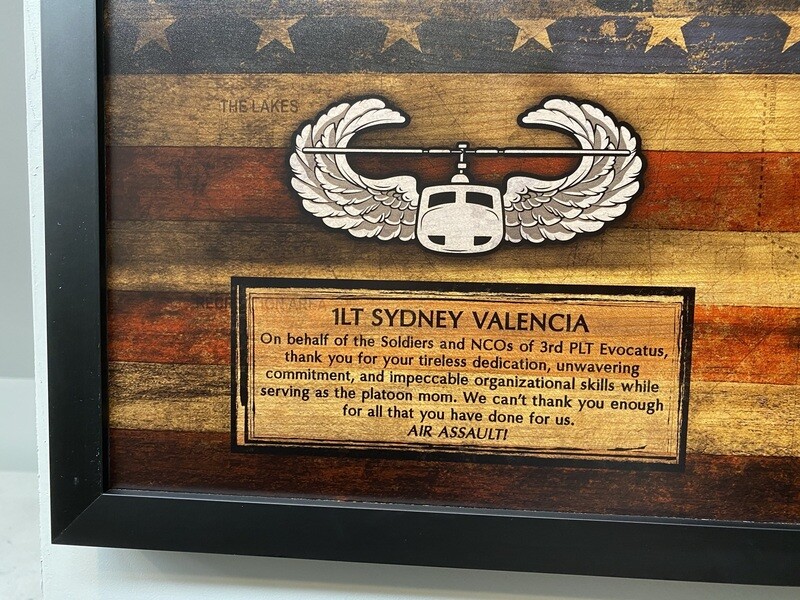 THE LAKES
1LT SYDNEY VALENCIA
On behalf of the Soldiers and NCOs of 3rd PLT Evocatus,
thank you for your tireless dedication, unwavering
commitment, and impeccable organizational skills while
serving as the platoon mom. We can't thank you enough
for all that you have done for us.
AIR ASSAULT!